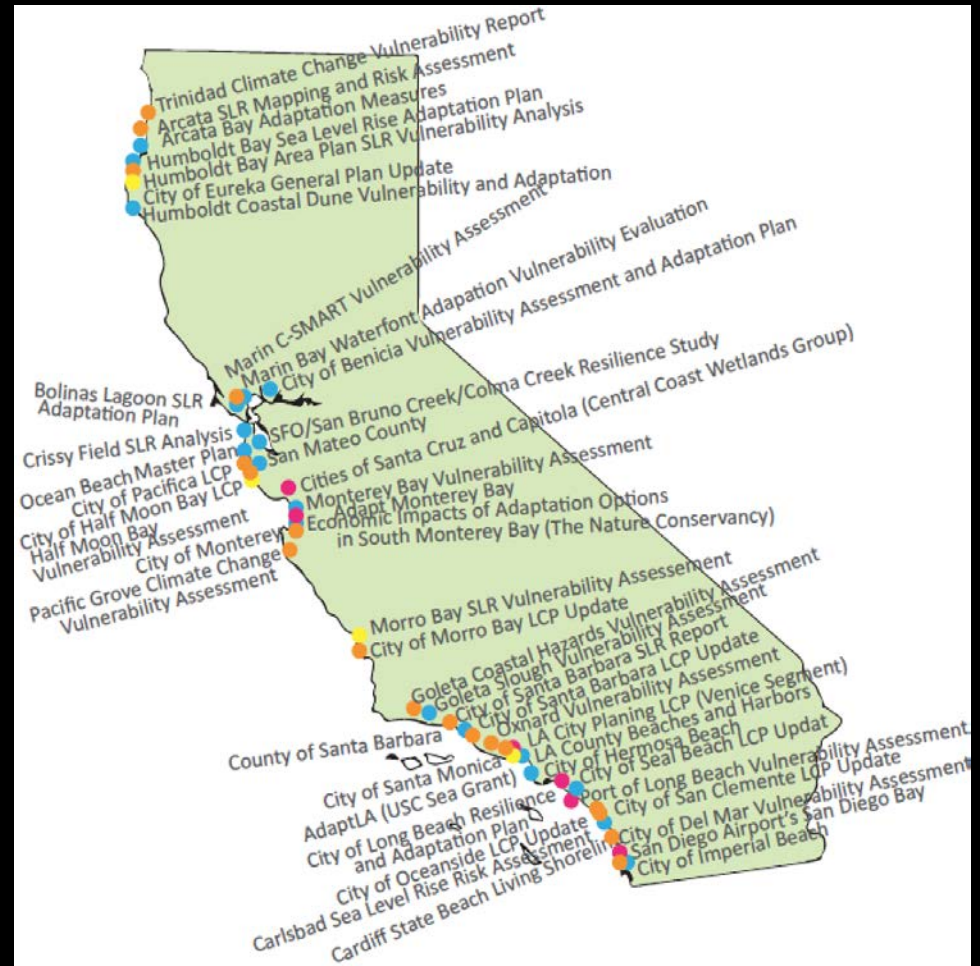 Trinidad Climate Change Vulnerability Report
Arcata SLR Mapping and Risk Assessment
Arcata Bay Adaptation Measures
Humboldt Bay Sea Level Rise Adaptation Plan
Humboldt Bay Area Plan SLR Vulnerability Analysis
City of Eureka General Plan Update
Humboldt Coastal Dune Vulnerability and Adaptation
Marin C-SMART Vulnerability Assessment
Marin Bay Waterfont Adapation Vulnerability Evaluation
City of Benicia Vulnerability Assessment and Adaptation Plan
Bolinas Lagoon SLR
Adaptation Plan
SFO/San Bruno Creek/Colma Creek Resilience Study
San Mateo County
Crissy Field SLR Analysis
Ocean Beach Master Plan
City of Pacifica LCP
City of Half Moon Bay LCP
Half Moon Bay
Vulnerability Assessment
Cities of Santa Cruz and Capitola (Central Coast Wetlands Group)
Monterey Bay Vulnerability Assessment
Adapt Monterey Bay
Economic Impacts of Adaptation Options
in South Monterey Bay (The Nature Conservancy)
City of Monterey
Pacific Grove Climate Change
Vulnerability Assessment
Morro Bay SLR Vulnerability Assessement
City of Morro Bay LCP Update
Goleta Coastal Hazards Vulnerability Assessment
Goleta Slough Vulnerability Assessment
City of Santa Barbara SLR Report
City of Santa Barbara LCP Update
Oxnard Vulnerability Assessment
LA City Planing LCP (Venice Segment)
LA County Beaches and Harbors
City of Hermosa Beach
City of Seal Beach LCP Updat
Port of Long Beach Vulnerability Assessment
City of San Clemente LCP Update
City of Del Mar Vulnerability Assessment
San Diego Airport's San Diego Bay
City of Imperial Beach
County of Santa Barbara
City of Santa Monica
AdaptLA (USC Sea Grant)
City of Long Beach Resilience
and Adaptation Plan
City of Oceanside LCP Update
Carlsbad Sea Level Rise Risk Assessment
Cardiff State Beach Living Shorelin